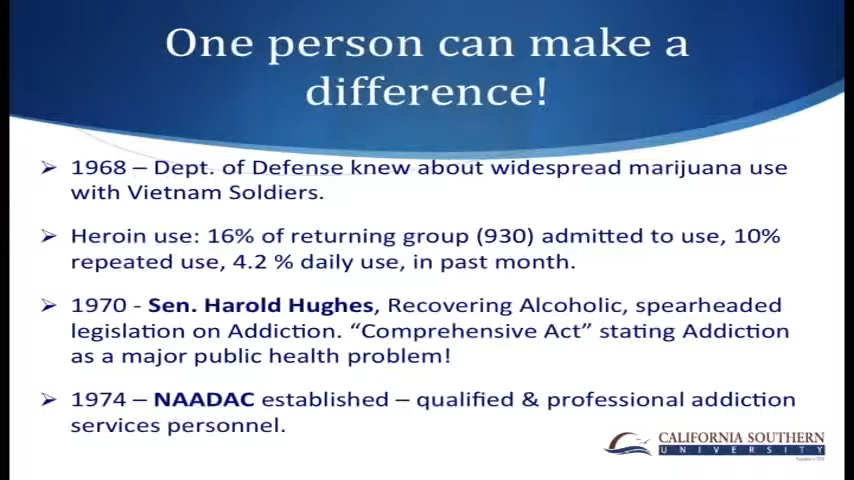 One person can make a
difference!
➢ 1968 – Dept. of Defense knew about widespread marijuana use
with Vietnam Soldiers.
➢ Heroin use: 16% of returning group (930) admitted to use, 10%
repeated use, 4.2 % daily use, in past month.
➢ 1970 - Sen. Harold Hughes, Recovering Alcoholic, spearheaded
legislation on Addiction. “Comprehensive Act” stating Addiction
as a major public health problem!
➢ 1974 – NAADAC established – qualified & professional addiction
services personnel.
CALIFORNIA SOUTHERN
UNIVERSITY